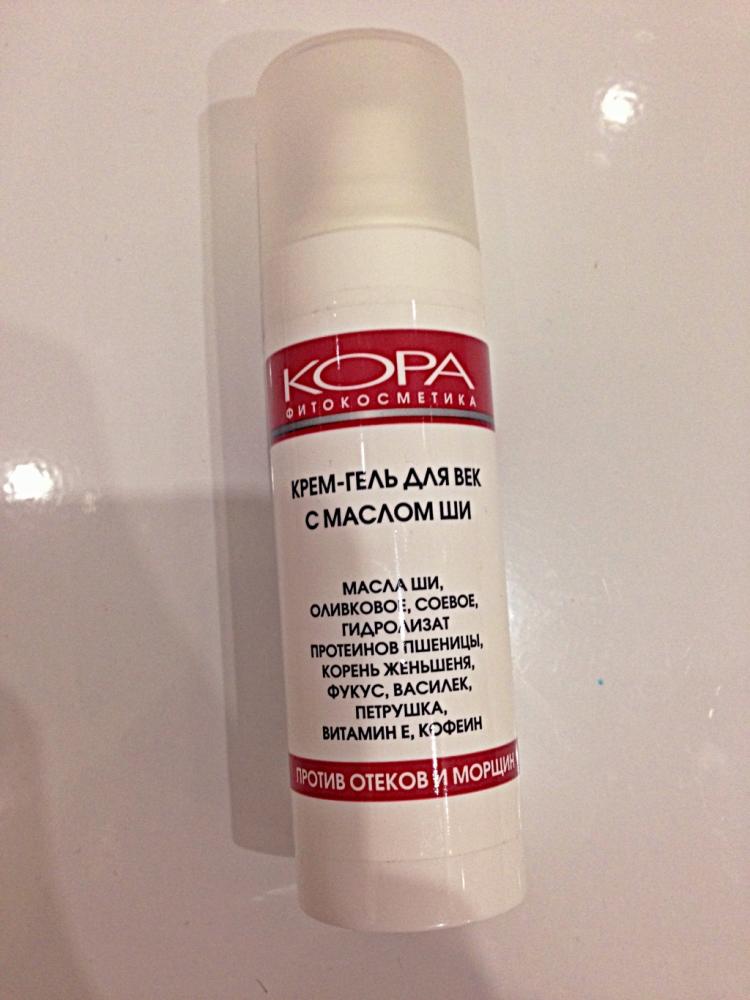 КОРА
ФИТОКОСМЕТИКА
КРЕМ-ГЕЛЬ ДЛЯ ВЕК
С МАСЛОМ ШИ
МАСЛА ШИ,
ОЛИВКОВОЕ, СОЕВОЕ,
ГИДРОЛИЗАТ
ПРОТЕИНОВ ПШЕНИЦЫ,
КОРЕНЬ ЖЕНЬШЕНЯ,
ФУКУС, ВАСИЛЕК,
ПЕТРУШКА,
ВИТАМИН Е, КОФЕИН
ПРОТИВ ОТЕКОВ И МОРЩИН